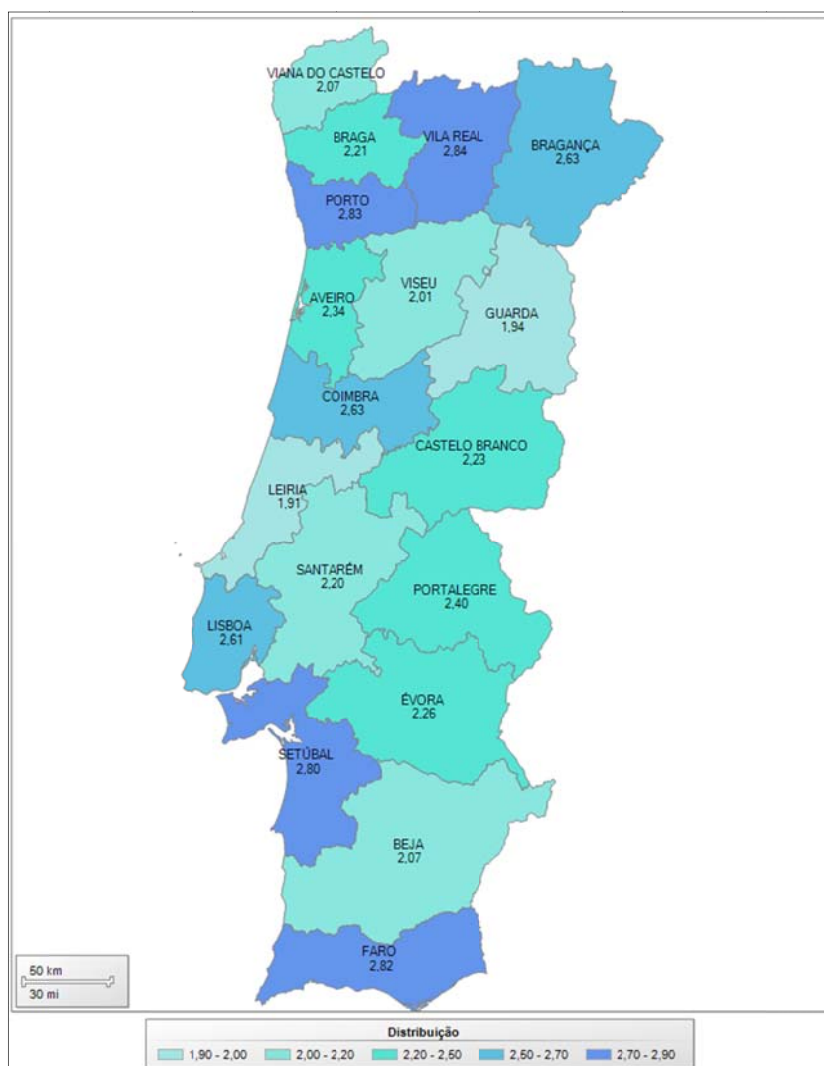 VIANA DO CASTELO
2,07
BRAGA
2,21
VILA REAL
2,84
BRAGANÇA
2,63
PORTO
2,83
AVEIRO
2,34
VISEU
2,01
GUARDA
1,94
COIMBRA
2,63
CASTELO BRANCO
2,23
LEIRIA
1,91
SANTARÉM
2,20
PORTALEGRE
2,40
LISBOA
2,61
ÉVORA
2,26
SETÚBAL
2,80
BEJA
2,07
FARO
2,82
50 km
30 mi
Distribuição
1,90 - 2,00
2,00 - 2,20
2,20 - 2,50
2,50 - 2,70
2,70 - 2,90